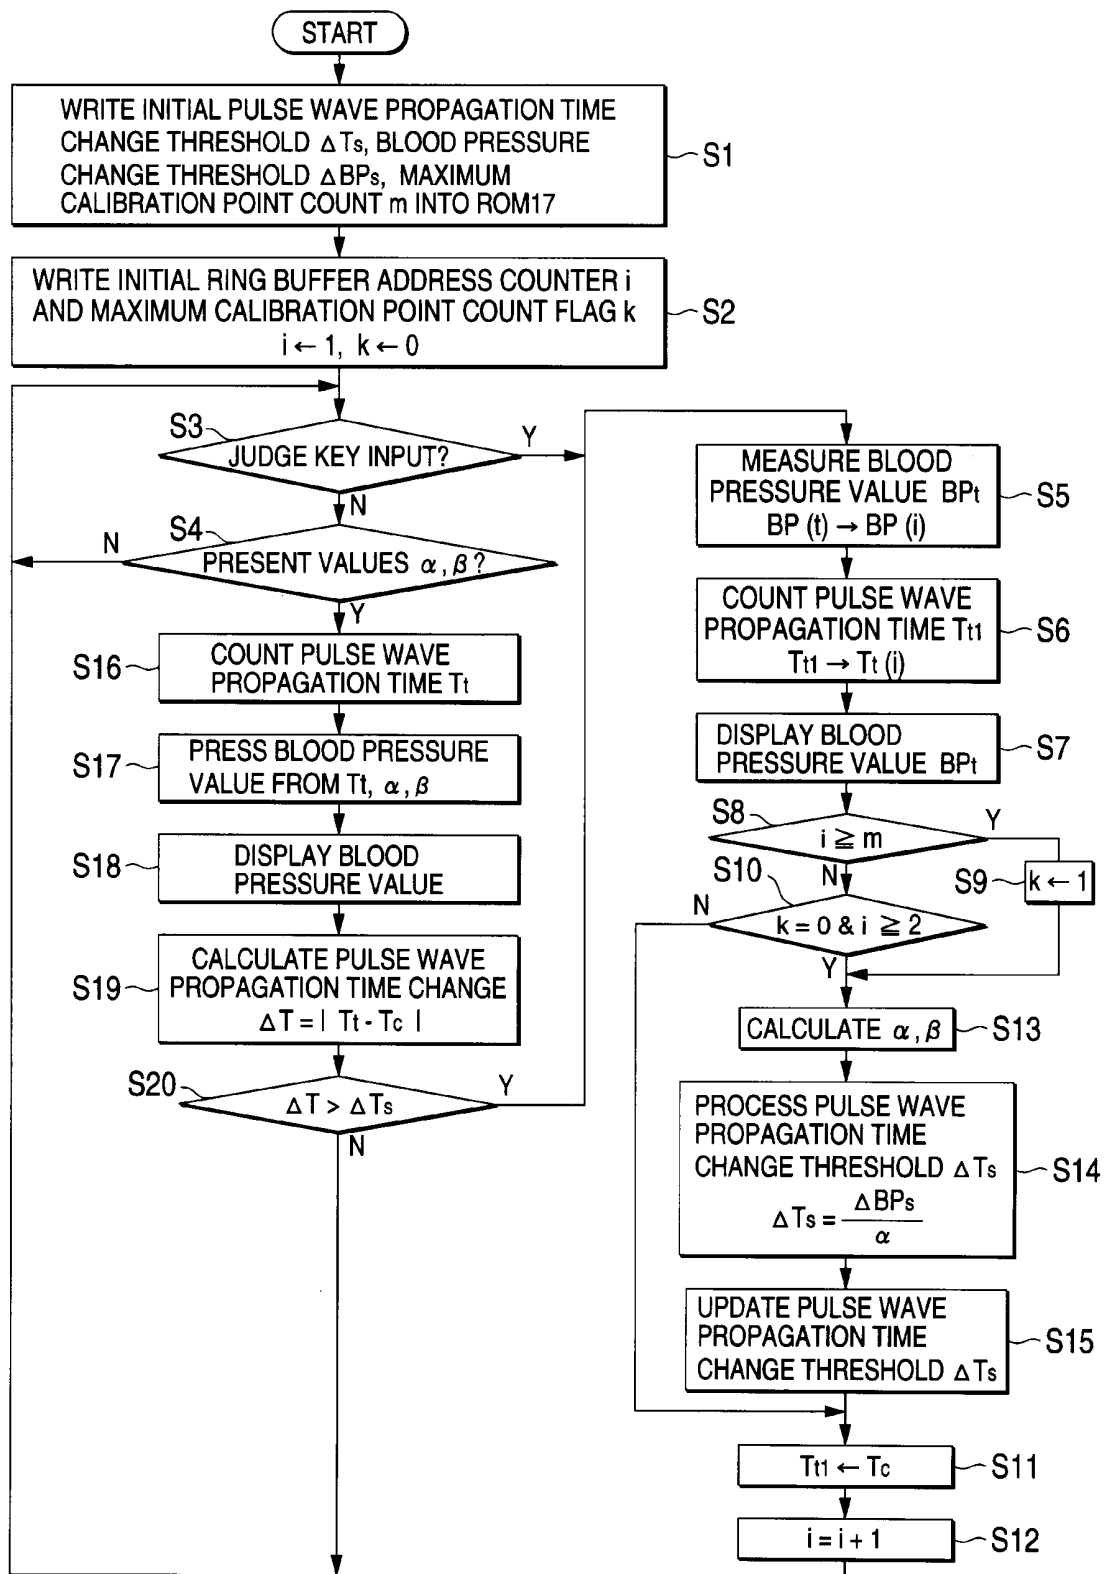 START
WRITE INITIAL PULSE WAVE PROPAGATION TIME
CHANGE THRESHOLD ΔTs, BLOOD PRESSURE
CHANGE THRESHOLD ΔBPs, MAXIMUM
CALIBRATION POINT COUNT m INTO ROM17
S1
WRITE INITIAL RING BUFFER ADDRESS COUNTER i
AND MAXIMUM CALIBRATION POINT COUNT FLAG k
i ← 1, k ← 0
S2
S3
JUDGE KEY INPUT?
Y
N
S4
PRESENT VALUES α, β?
N
Y
S16
COUNT PULSE WAVE
PROPAGATION TIME Tt
S17
PRESS BLOOD PRESSURE
VALUE FROM Tt, α, β
S18
DISPLAY BLOOD
PRESSURE VALUE
S19
CALCULATE PULSE WAVE
PROPAGATION TIME CHANGE
ΔT = | Tt - Tc |
S20
ΔT > ΔTs
Y
N
MEASURE BLOOD
PRESSURE VALUE BPt
BP (t) → BP (i)
S5
COUNT PULSE WAVE
PROPAGATION TIME Tt1
Tt1 → Tt (i)
S6
DISPLAY BLOOD
PRESSURE VALUE BPt
S7
S8
i ≧ m
Y
N
S9
k ← 1
S10
k = 0 & i ≧ 2
N
Y
CALCULATE α, β
S13
PROCESS PULSE WAVE
PROPAGATION TIME
CHANGE THRESHOLD ΔTs
ΔTs = ΔBPs / α
S14
UPDATE PULSE WAVE
PROPAGATION TIME
CHANGE THRESHOLD ΔTs
S15
Tt1 ← Tc
S11
i = i + 1
S12